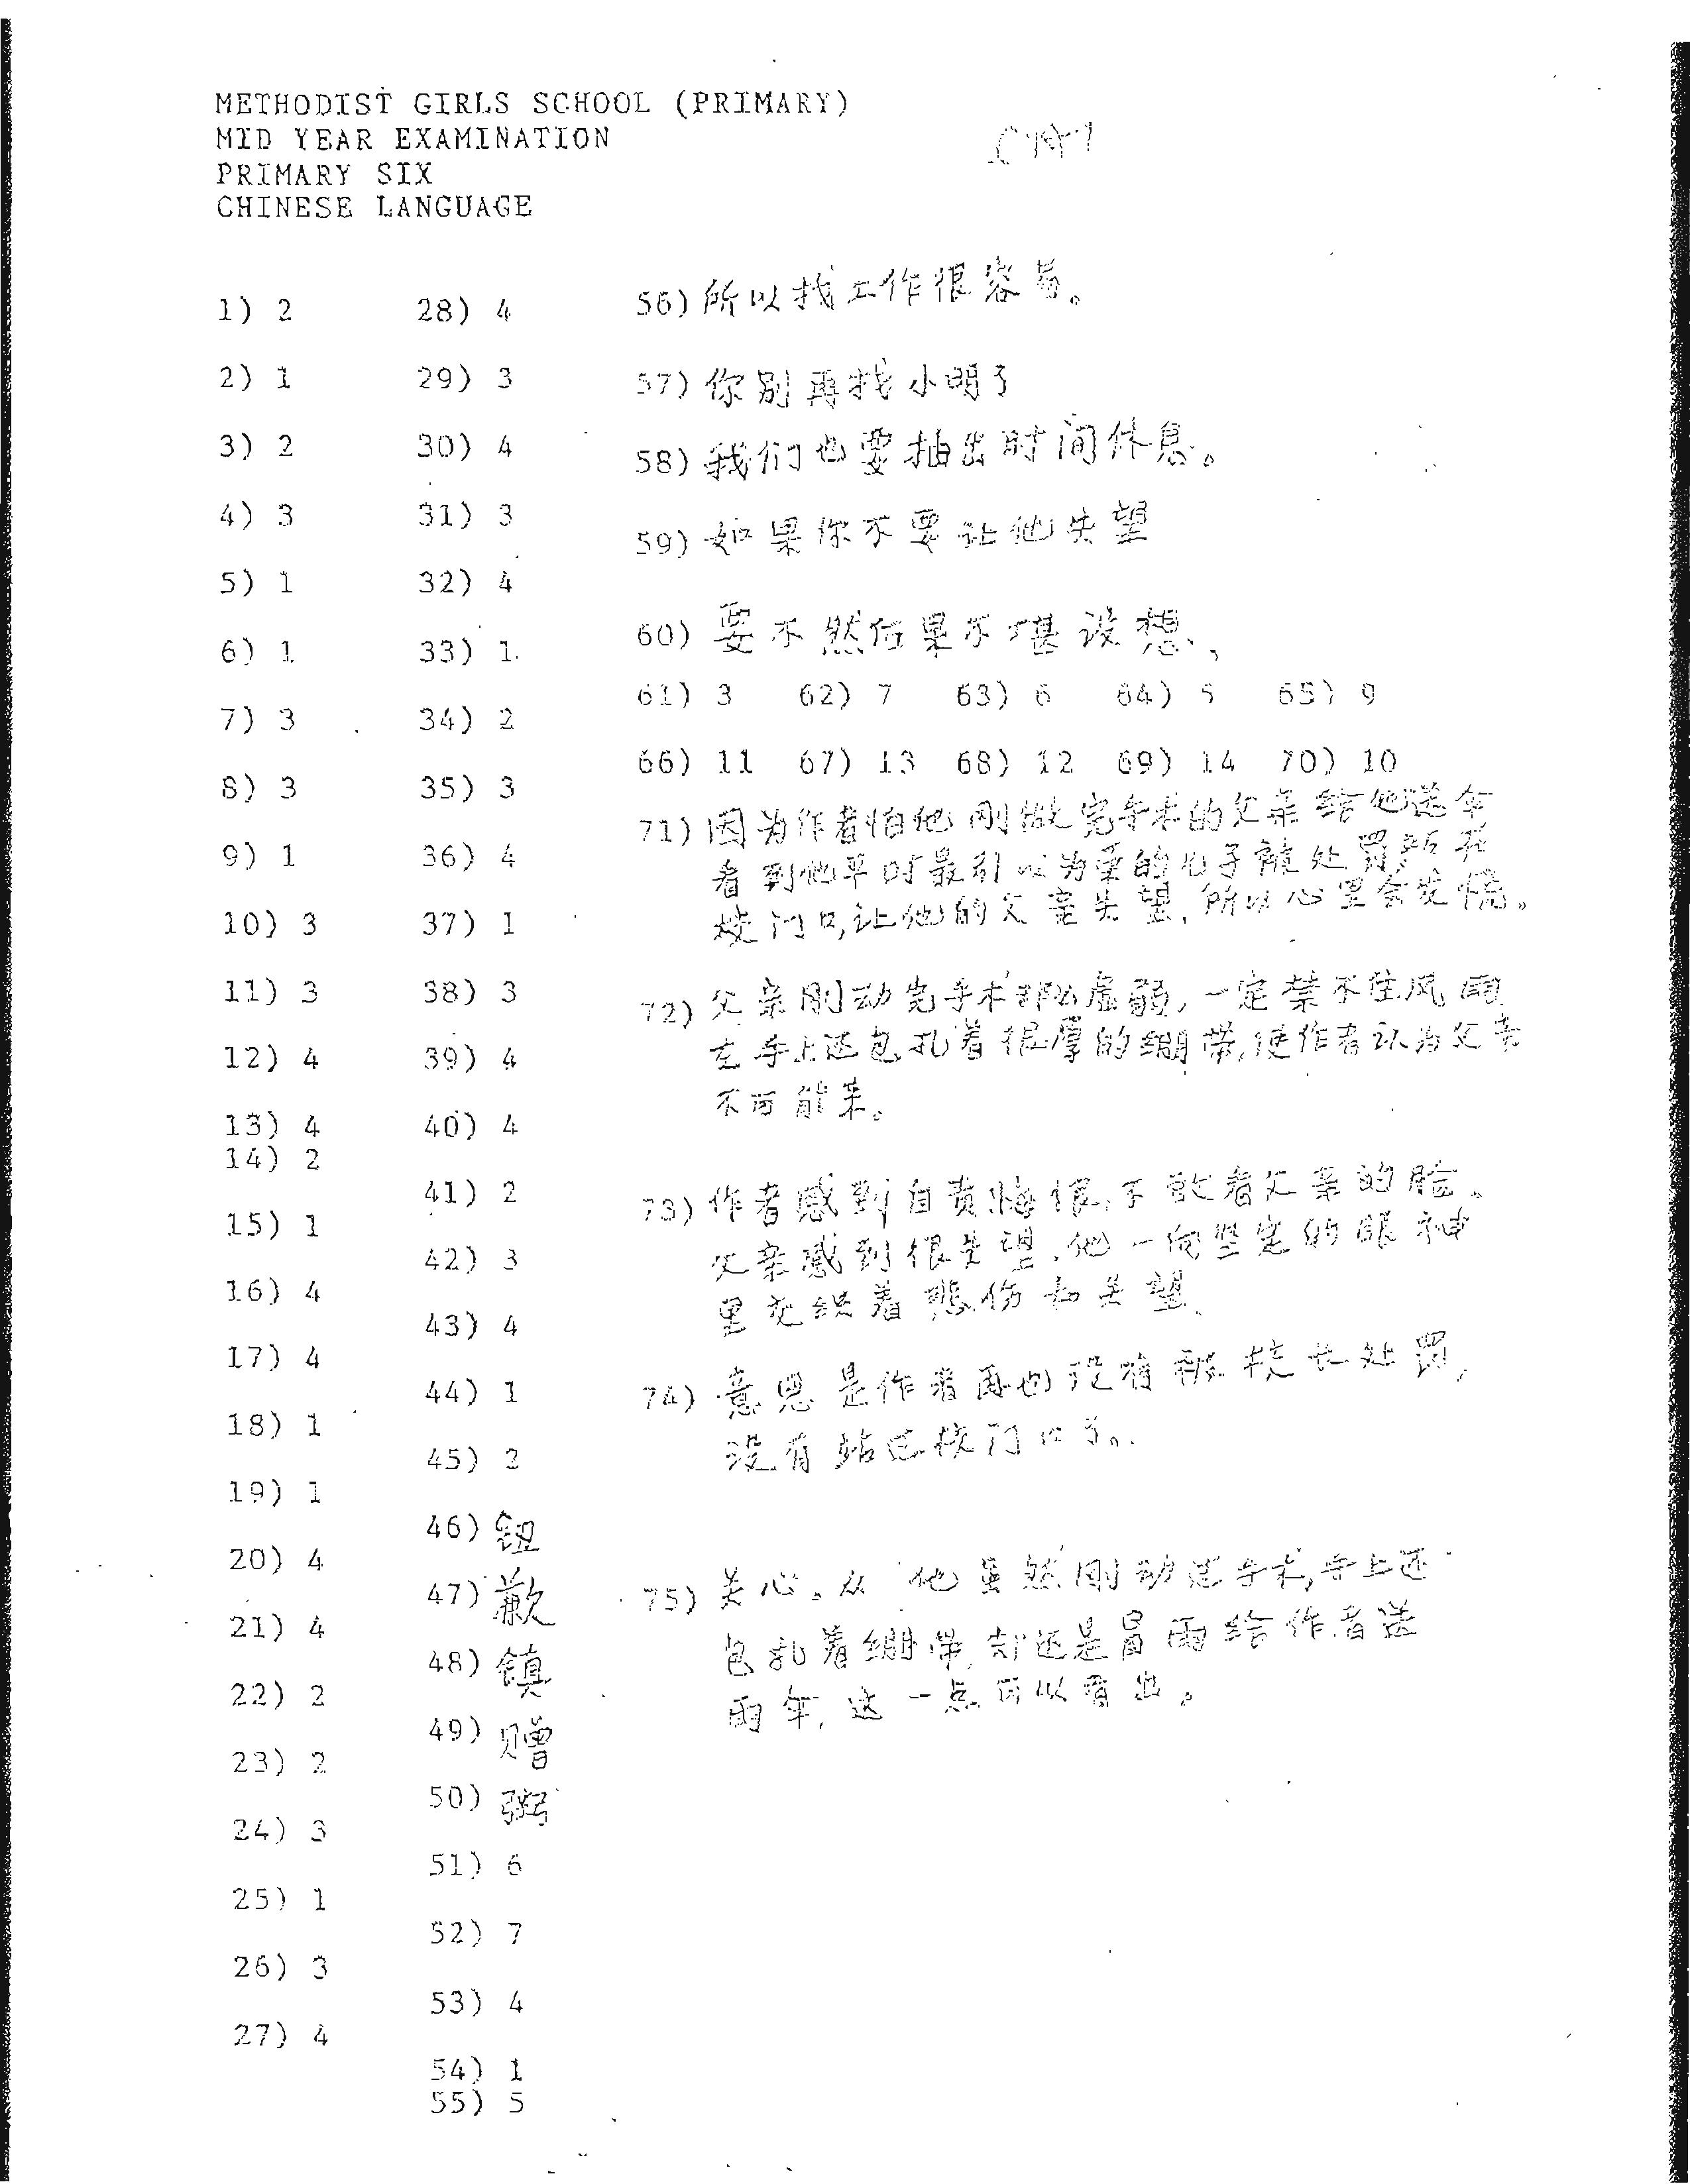 METHODIST GIRLS SCHOOL (PRIMARY)
MID YEAR EXAMINATION
PRIMARY SIX
CHINESE LANGUAGE
1) 2
2) 1
3) 2
4) 3
5) 1
6) 1
7) 3
8) 3
9) 1
10) 3
11) 3
12) 4
13) 4
14) 2
15) 1
16) 4
17) 4
18) 1
19) 1
20) 4
21) 4
22) 2
23) 2
24) 3
25) 1
26) 3
27) 4
28) 4
29) 3
30) 4
31) 3
32) 4
33) 1
34) 2
35) 3
36) 4
37) 1
38) 3
39) 4
40) 4
41) 2
42) 3
43) 4
44) 1
45) 2
46) 钮
47) 歉
48) 镇
49) 赠
50) 粥
51) 6
52) 7
53) 4
54) 1
55) 5
56) 所以找工作很容易。
57) 你别再找小明了
58) 我们也要抽出时间休息。
59) 如果你不要让他失望
60) 要不然后果不堪设想。
61) 3 62) 7 63) 6 64) 5 65) 9
66) 11 67) 13 68) 12 69) 14 70) 10
71) 因为作者怕他刚做完手术的父亲给他送伞
看到他平时最引以为荣的儿子被处罚站在
校门口,让他的父亲失望,所以心里会发慌。
72) 父亲刚动完手术那么虚弱,一定禁不住风雨
左手上还包扎着很厚的绷带,使作者认为父亲
不可能来。
73) 作者感到自责悔恨,不敢看父亲的脸。
父亲感到很失望,他一向坚定的眼神
里交织着悲伤和失望。
74) 意思是作者再也没有被校长处罚,
没有站在校门口了。
75) 关心。从他虽然刚动完手术,手上还
包扎着绷带,却还是冒雨给作者送
雨伞,这一点可以看出。